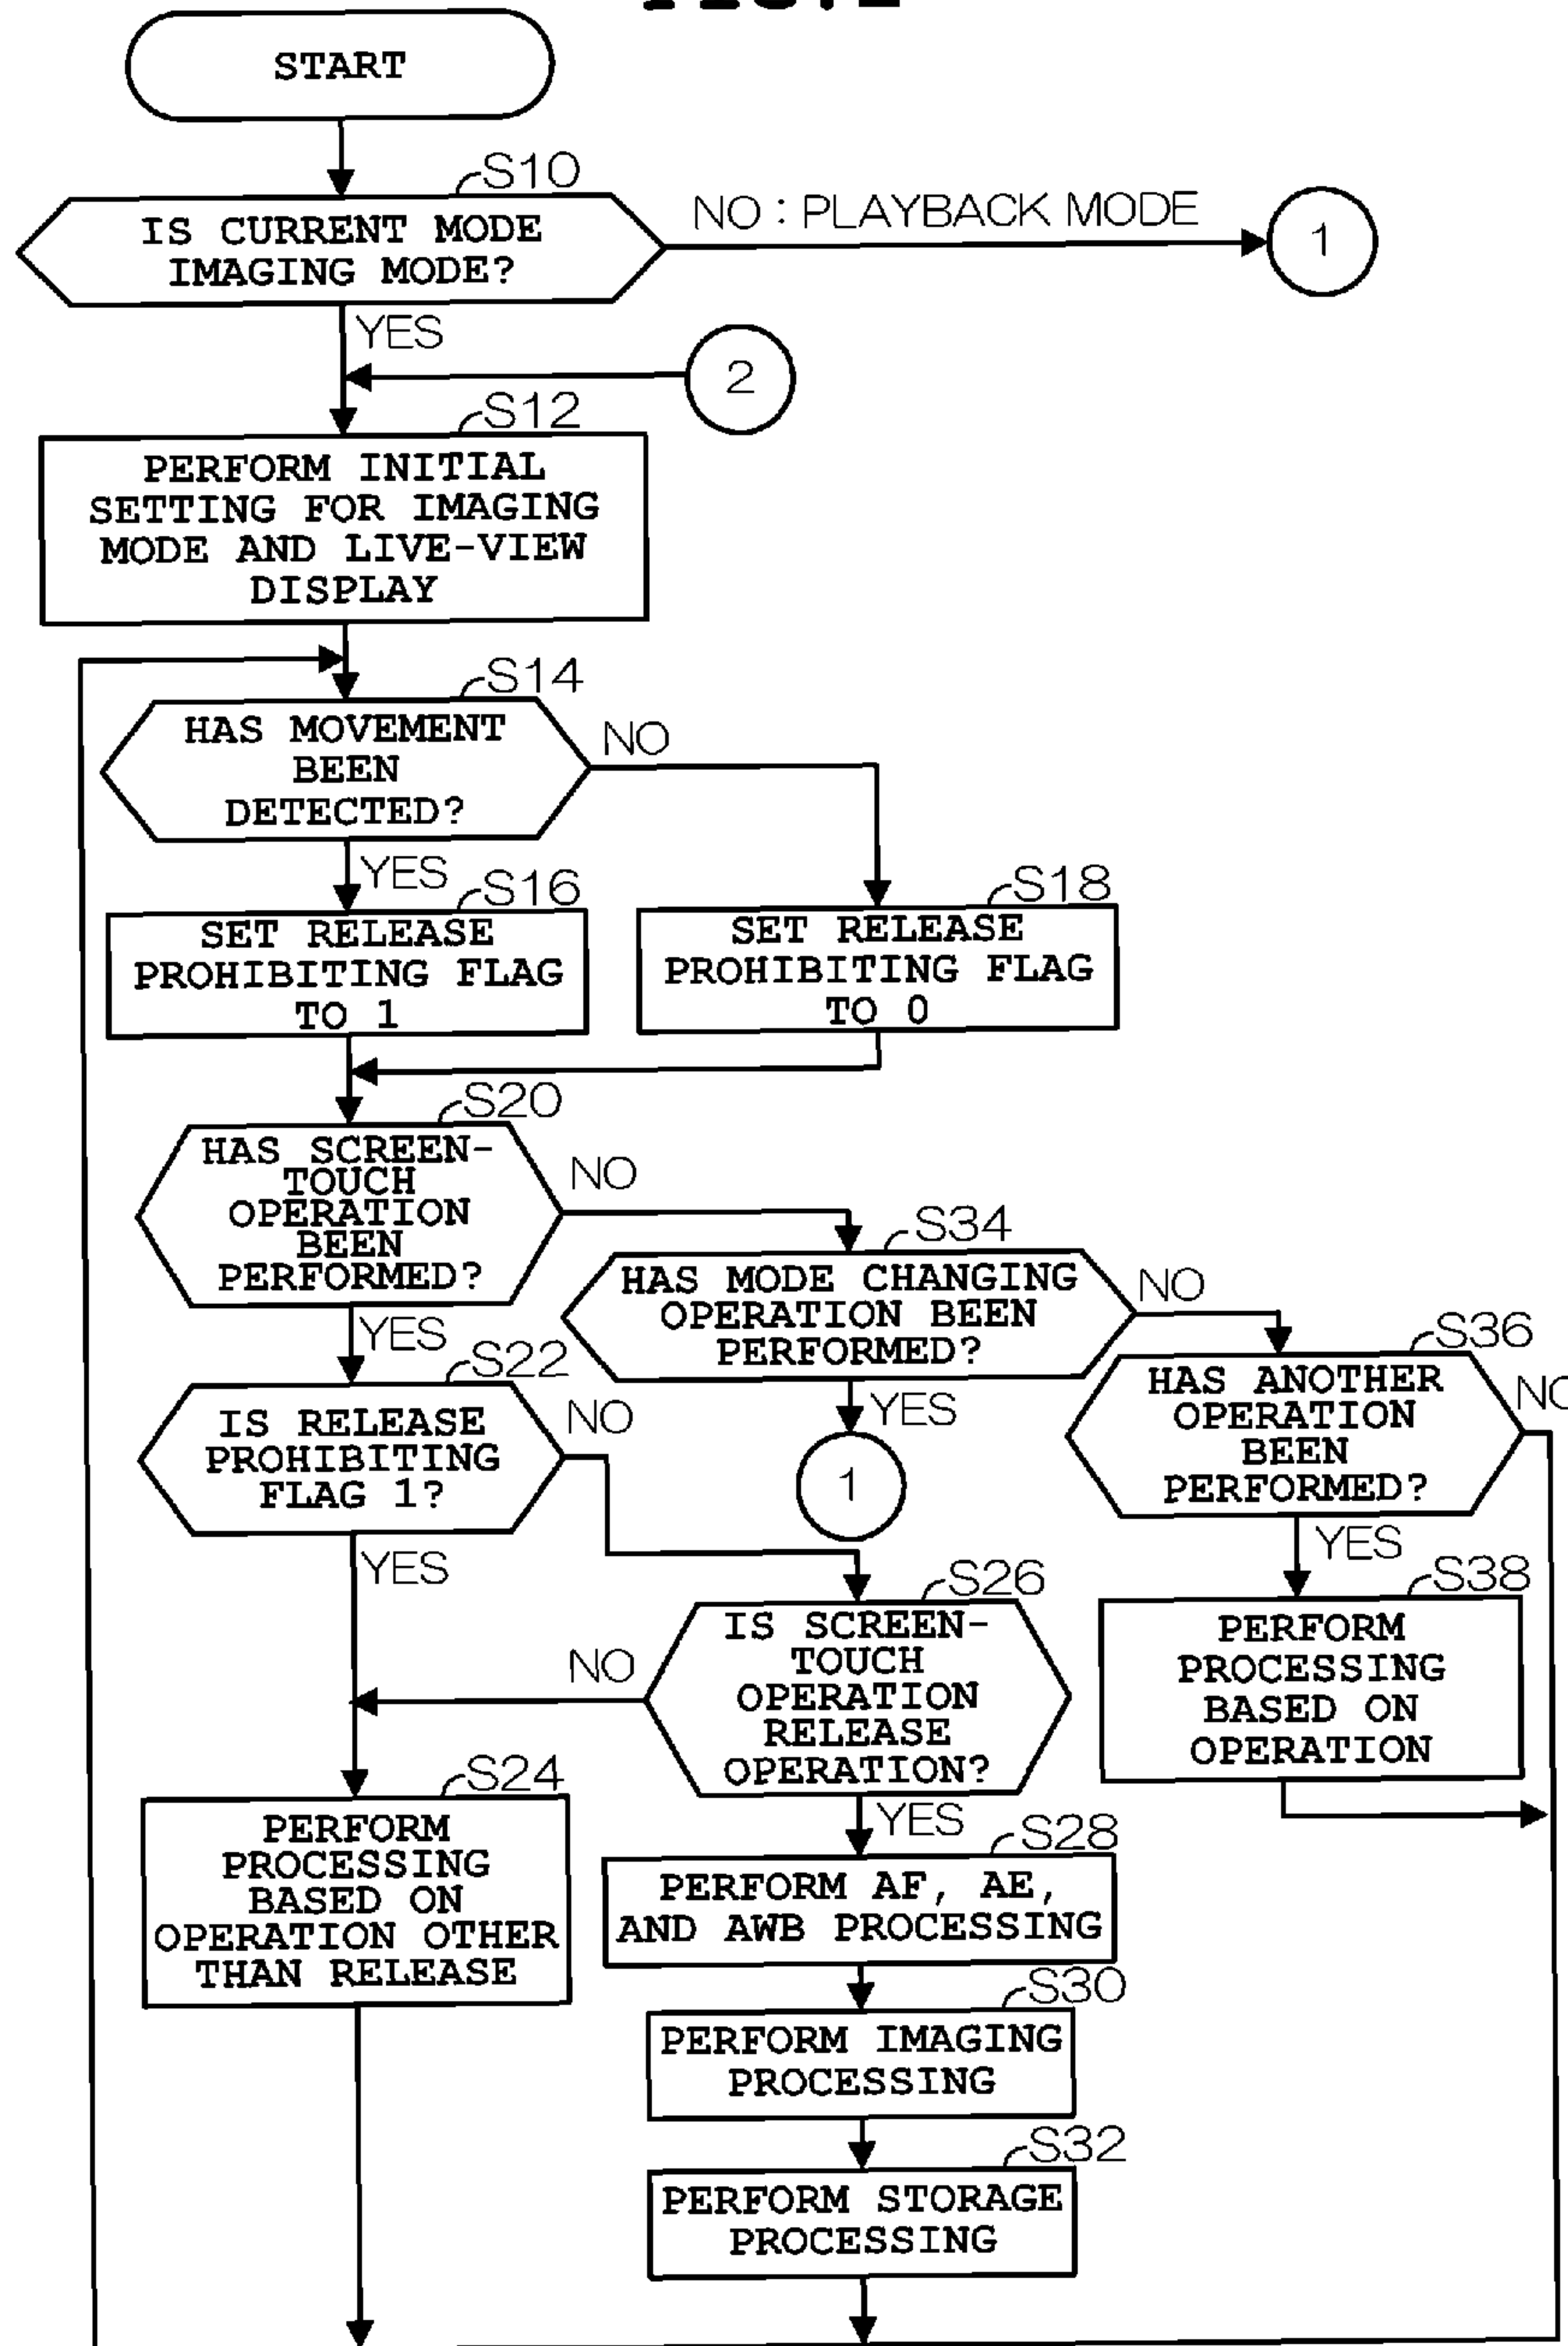 START
S10
IS CURRENT MODE
IMAGING MODE?
NO : PLAYBACK MODE
1
YES
2
S12
PERFORM INITIAL
SETTING FOR IMAGING
MODE AND LIVE-VIEW
DISPLAY
S14
HAS MOVEMENT
BEEN
DETECTED?
NO
YES
S16
SET RELEASE
PROHIBITING FLAG
TO 1
S18
SET RELEASE
PROHIBITING FLAG
TO 0
S20
HAS SCREEN-
TOUCH
OPERATION
BEEN
PERFORMED?
NO
YES
S34
HAS MODE CHANGING
OPERATION BEEN
PERFORMED?
NO
YES
1
S36
HAS ANOTHER
OPERATION
BEEN
PERFORMED?
NO
YES
S22
IS RELEASE
PROHIBITING
FLAG 1?
NO
YES
S26
IS SCREEN-
TOUCH
OPERATION
RELEASE
OPERATION?
NO
YES
S38
PERFORM
PROCESSING
BASED ON
OPERATION
S24
PERFORM
PROCESSING
BASED ON
OPERATION OTHER
THAN RELEASE
S28
PERFORM AF, AE,
AND AWB PROCESSING
S30
PERFORM IMAGING
PROCESSING
S32
PERFORM STORAGE
PROCESSING